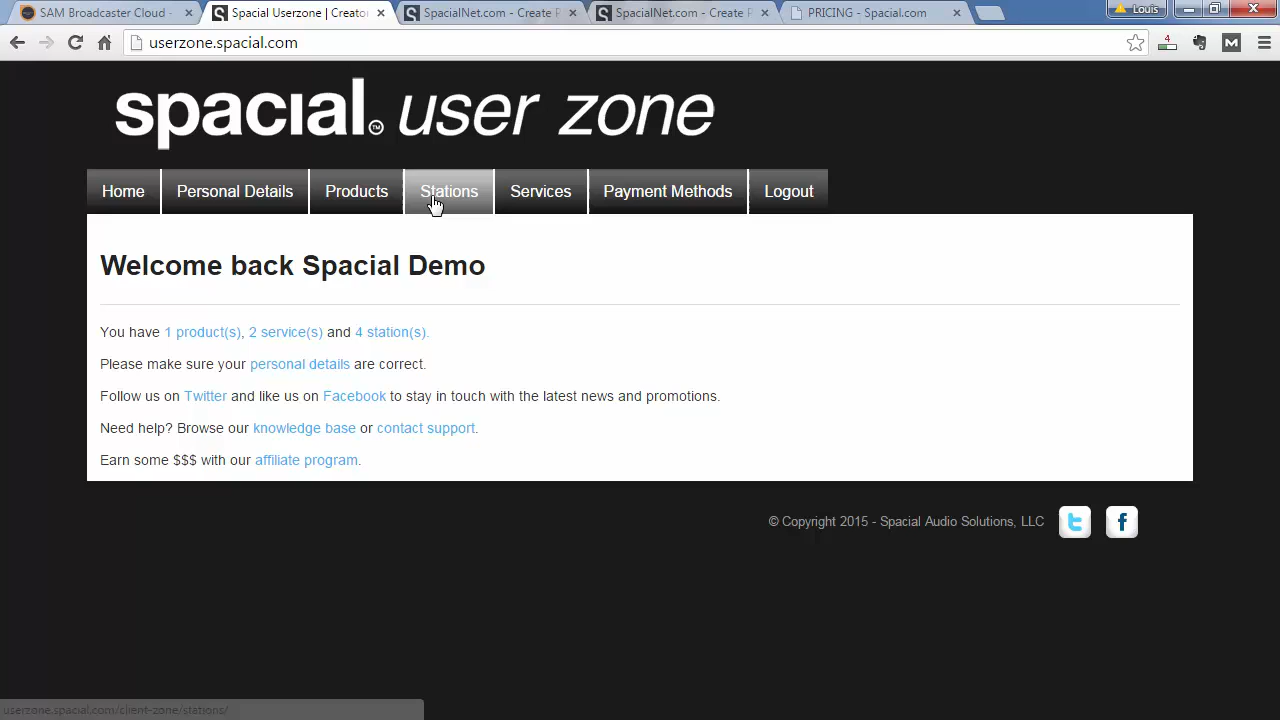 SAM Broadcaster Cloud -
Spacial Userzone | Creator
SpacialNet.com - Create P
SpacialNet.com - Create P
PRICING - Spacial.com
Louis
userzone.spacial.com
4
M
spacial™ user zone
Home
Personal Details
Products
Stations
Services
Payment Methods
Logout
Welcome back Spacial Demo
You have 1 product(s), 2 service(s) and 4 station(s).
Please make sure your personal details are correct.
Follow us on Twitter and like us on Facebook to stay in touch with the latest news and promotions.
Need help? Browse our knowledge base or contact support.
Earn some $$$ with our affiliate program.
© Copyright 2015 - Spacial Audio Solutions, LLC
userzone.spacial.com/client-zone/stations/